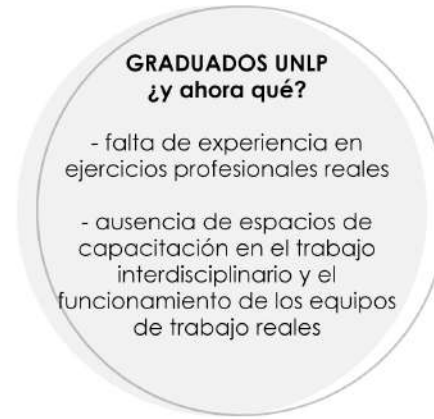 GRADUADOS UNLP
¿y ahora qué?
- falta de experiencia en
ejercicios profesionales reales
- ausencia de espacios de
capacitación en el trabajo
interdisciplinario y el
funcionamiento de los equipos
de trabajo reales